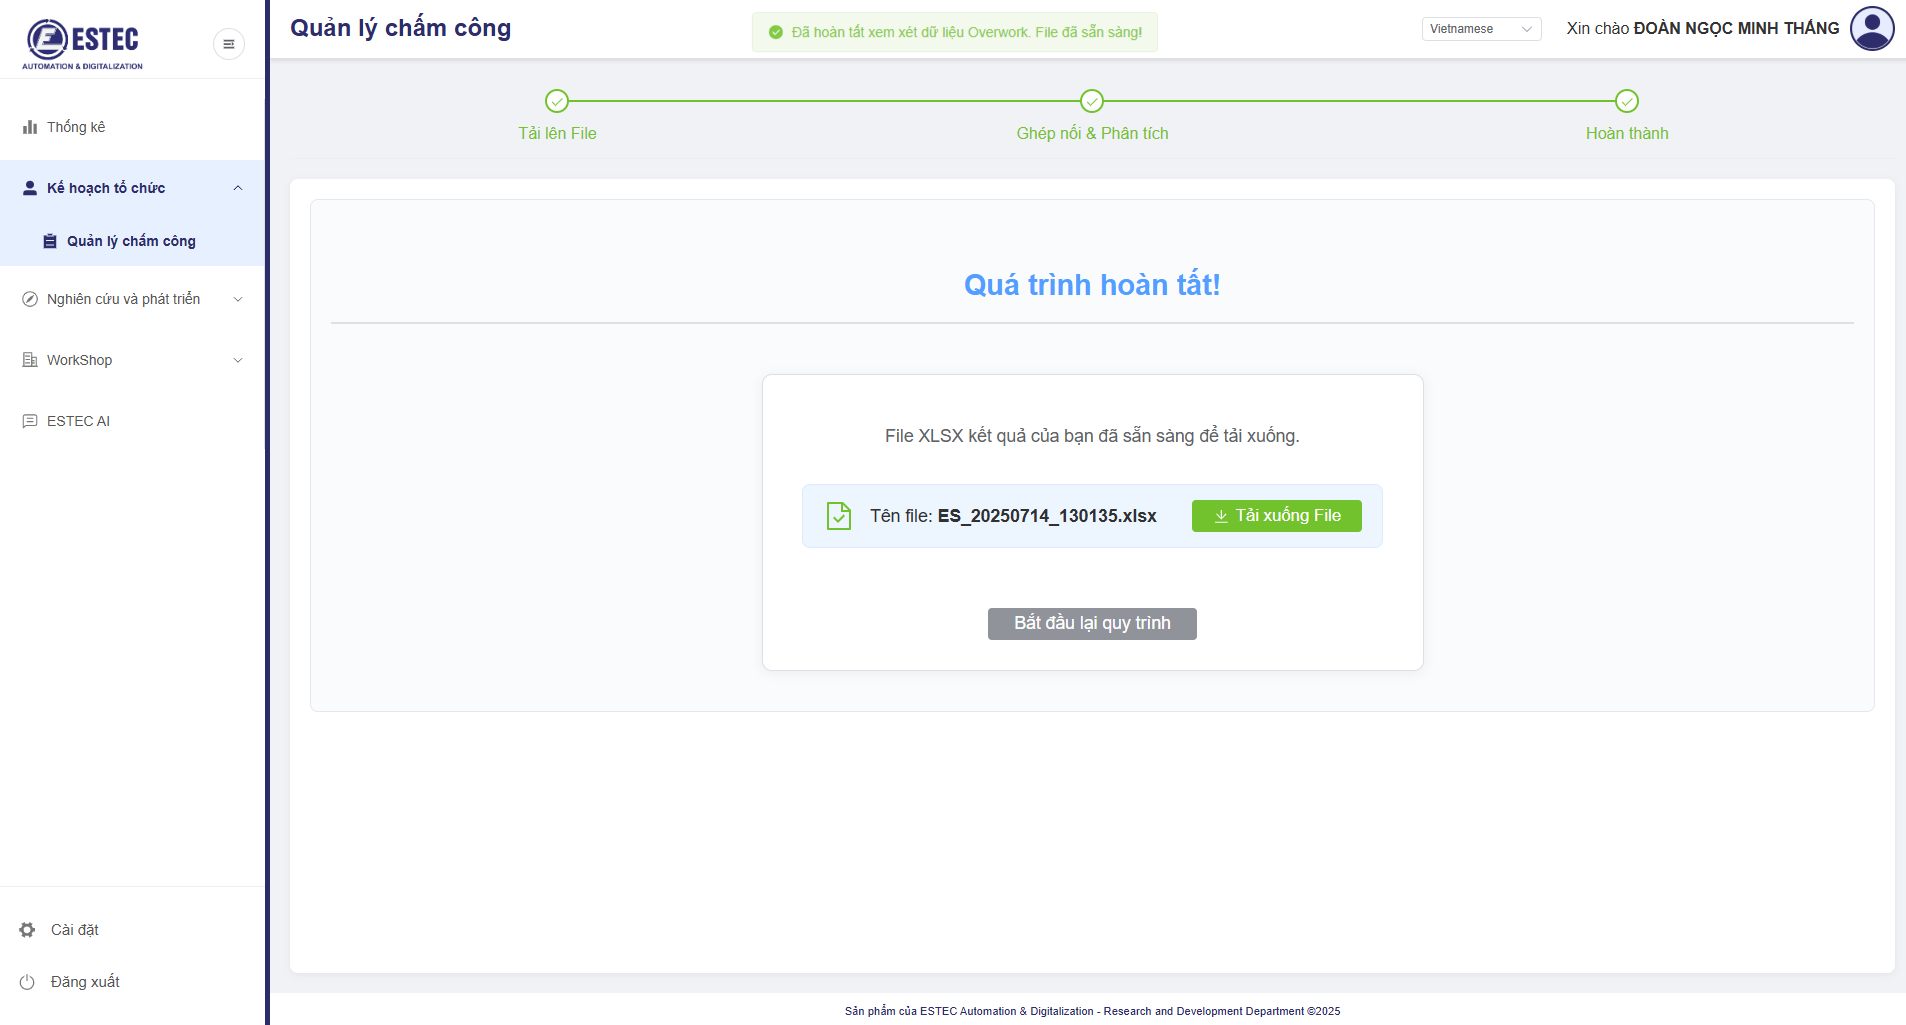 ESTEC
AUTOMATION & DIGITALIZATION
Quản lý chấm công
Đã hoàn tất xem xét dữ liệu Overwork. File đã sẵn sàng!
Vietnamese
Xin chào ĐOÀN NGỌC MINH THẮNG
Thống kê
Kế hoạch tổ chức
Quản lý chấm công
Nghiên cứu và phát triển
WorkShop
ESTEC AI
Cài đặt
Đăng xuất
Tải lên File
Ghép nối & Phân tích
Hoàn thành
Quá trình hoàn tất!
File XLSX kết quả của bạn đã sẵn sàng để tải xuống.
Tên file: ES_20250714_130135.xlsx
Tải xuống File
Bắt đầu lại quy trình
Sản phẩm của ESTEC Automation & Digitalization - Research and Development Department ©2025